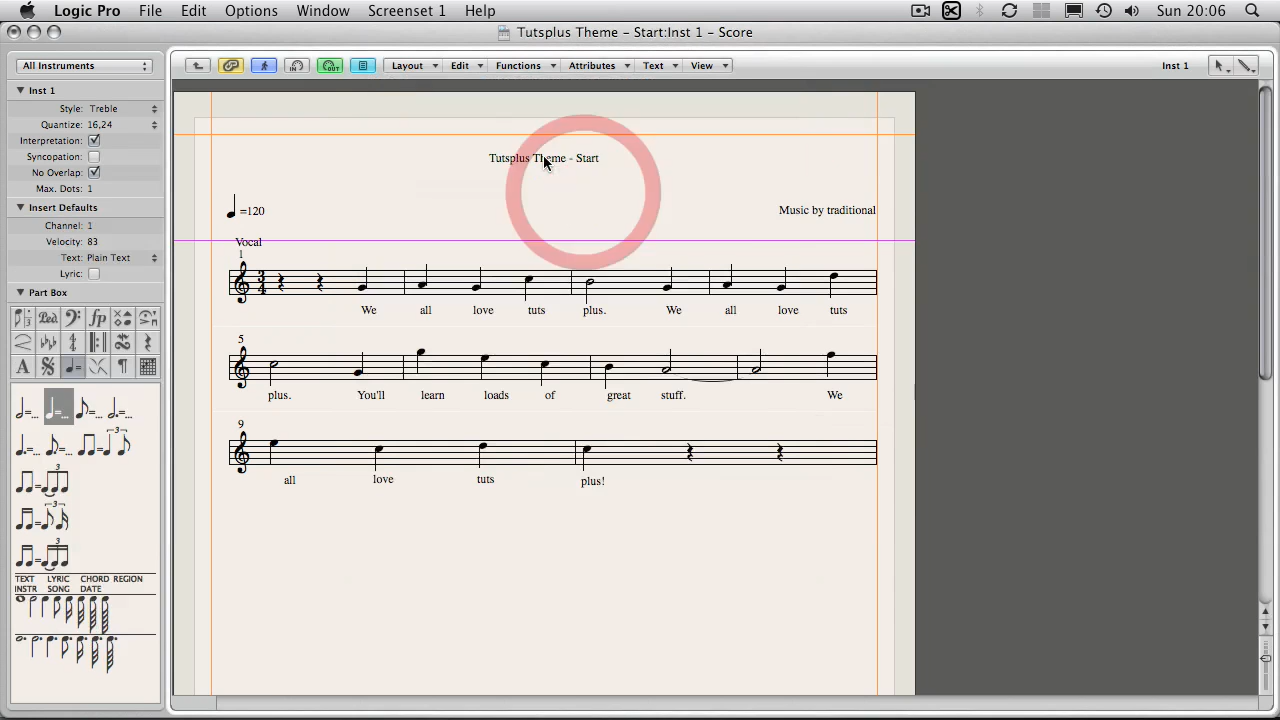 Logic Pro File Edit Options Window Screenset 1 Help Sun 20:06
Tutsplus Theme - Start:Inst 1 - Score
All Instruments Layout Edit Functions Attributes Text View Inst 1
Inst 1
Style: Treble
Quantize: 16,24
Interpretation:
Syncopation:
No Overlap:
Max. Dots: 1
Insert Defaults
Channel: 1
Velocity: 83
Text: Plain Text
Lyric:
Part Box
TEXT LYRIC CHORD REGION
INSTR SONG DATE
Tutsplus Theme - Start
=120 Music by traditional
Vocal
1
3
4
We all love tuts plus. We all love tuts
5
plus. You'll learn loads of great stuff. We
9
all love tuts plus!